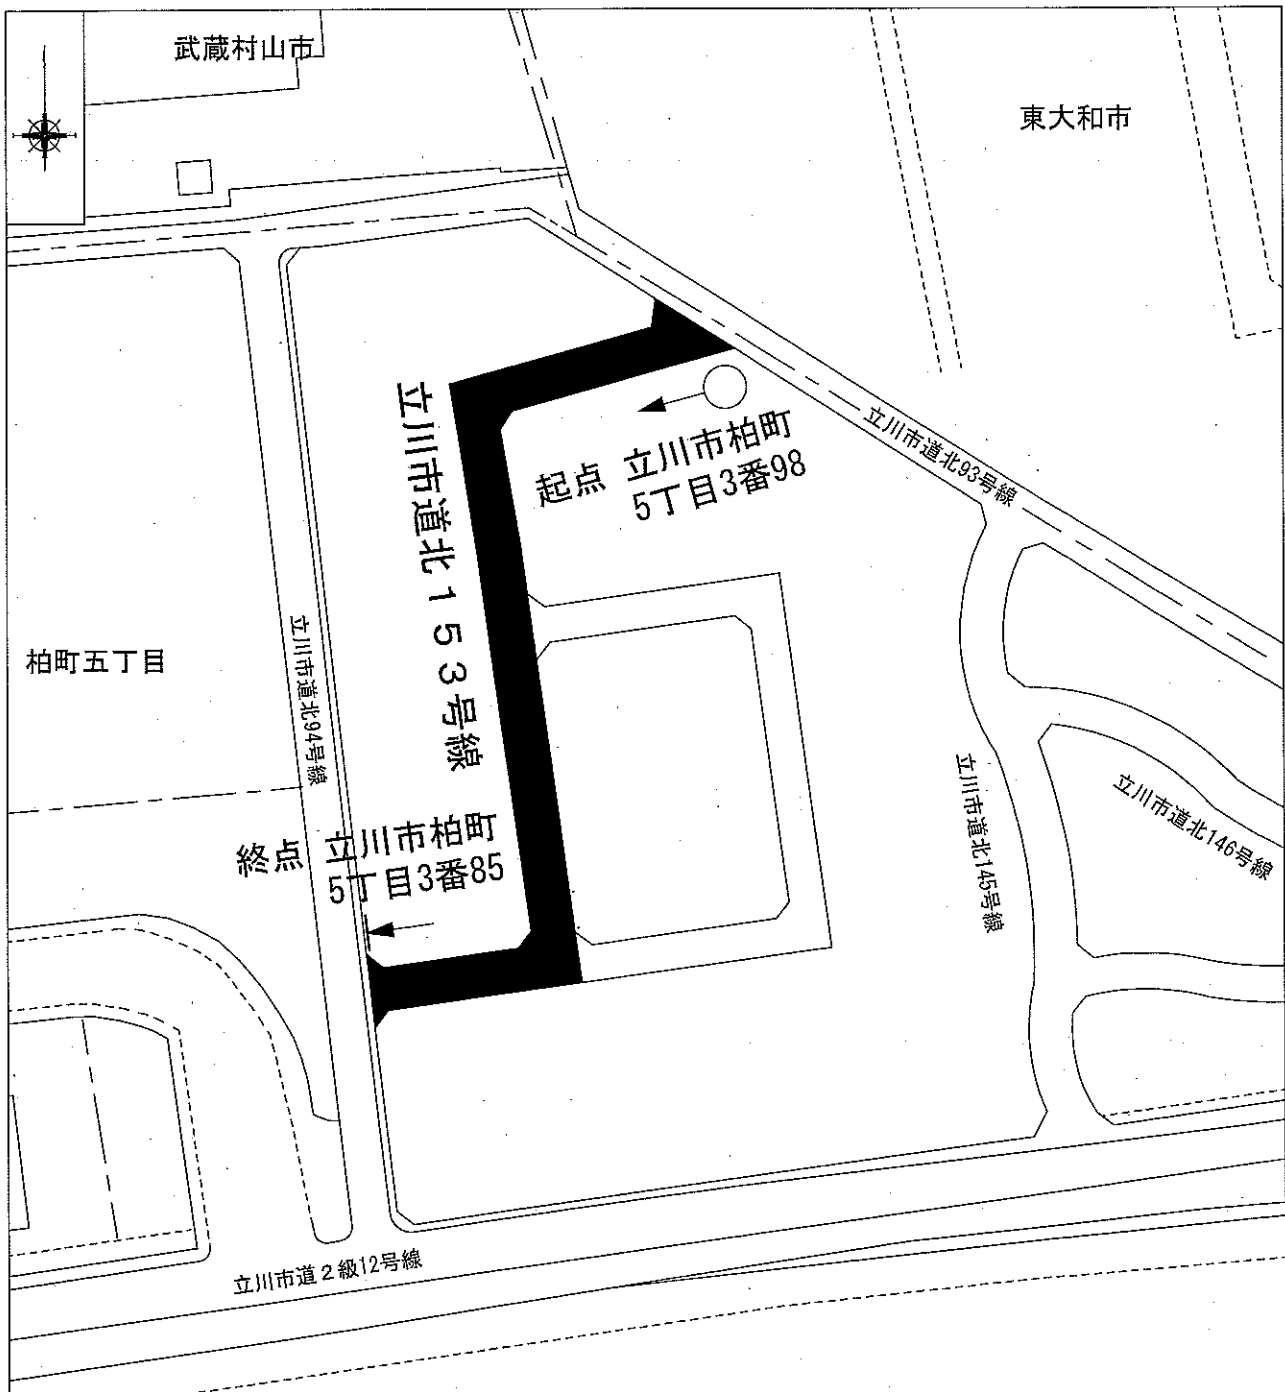 武蔵村山市
東大和市
立川市道北153号線
起点 立川市柏町
5丁目3番98
立川市道北93号線
柏町五丁目
立川市道北94号線
終点 立川市柏町
5丁目3番85
立川市道北145号線
立川市道北146号線
立川市道2級12号線